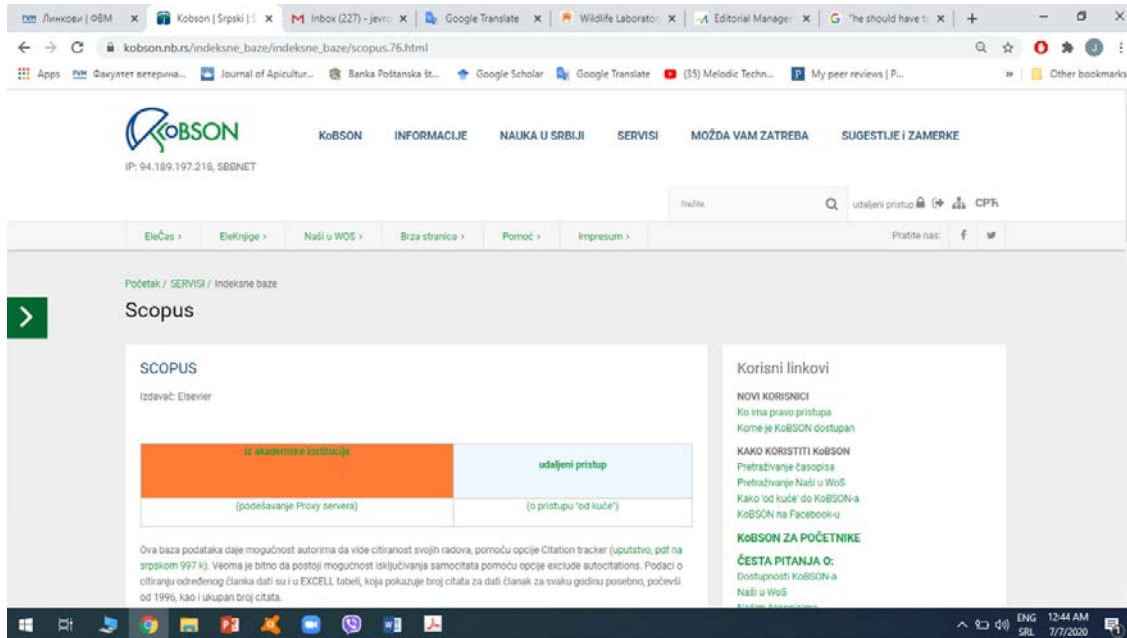 Линкови | ФВМ
Kobson | Srpski | S
Inbox (227) - jevro
Google Translate
Wildlife Laborator
Editorial Manager
"he should have t
+
kobson.nb.rs/indeksne_baze/indeksne_baze/scopus.76.html
Apps
Факултет ветерина...
Journal of Apicultur...
Banka Poštanska št...
Google Scholar
Google Translate
(35) Melodic Techn...
My peer reviews | P...
Other bookmarks
KoBSON
KoBSON
INFORMACIJE
NAUKA U SRBIJI
SERVISI
MOŽDA VAM ZATREBA
SUGESTIJE i ZAMERKE
IP: 94.189.197.218, SBBNET
udaljeni pristup
СРЋ
EleČas >
EleKnjige >
Naši u WOS >
Brza stranica >
Pomoć >
Impresum >
Pratite nas:
Početak / SERVISI / Indeksne baze
Scopus
SCOPUS
Izdavač: Elsevier
Iz akademske institucije
udaljeni pristup
(podešavanje Proxy servera)
(o pristupu "od kuće")
Ova baza podataka daje mogućnost autorima da vide citiranost svojih radova, pomoću opcije Citation tracker (uputstvo, pdf na
srpskom 997 k). Veoma je bitno da postoji mogućnost isključivanja samocitata pomoću opcije exclude autocitations. Podaci o
citiranju određenog članka dati su i u EXCELL tabeli, koja pokazuje broj citata za dati članak za svaku godinu posebno, počevši
od 1996, kao i ukupan broj citata.
Korisni linkovi
NOVI KORISNICI
Ko ima pravo pristupa
Kome je KoBSON dostupan
KAKO KORISTITI KoBSON
Pretraživanje časopisa
Pretraživanje Naši u WoS
Kako 'od kuće' do KoBSON-a
KoBSON na Facebook-u
KoBSON ZA POČETNIKE
ČESTA PITANJA O:
Dostupnosti KoBSON-a
Naši u WoS
ENG
SRL
12:44 AM
7/7/2020